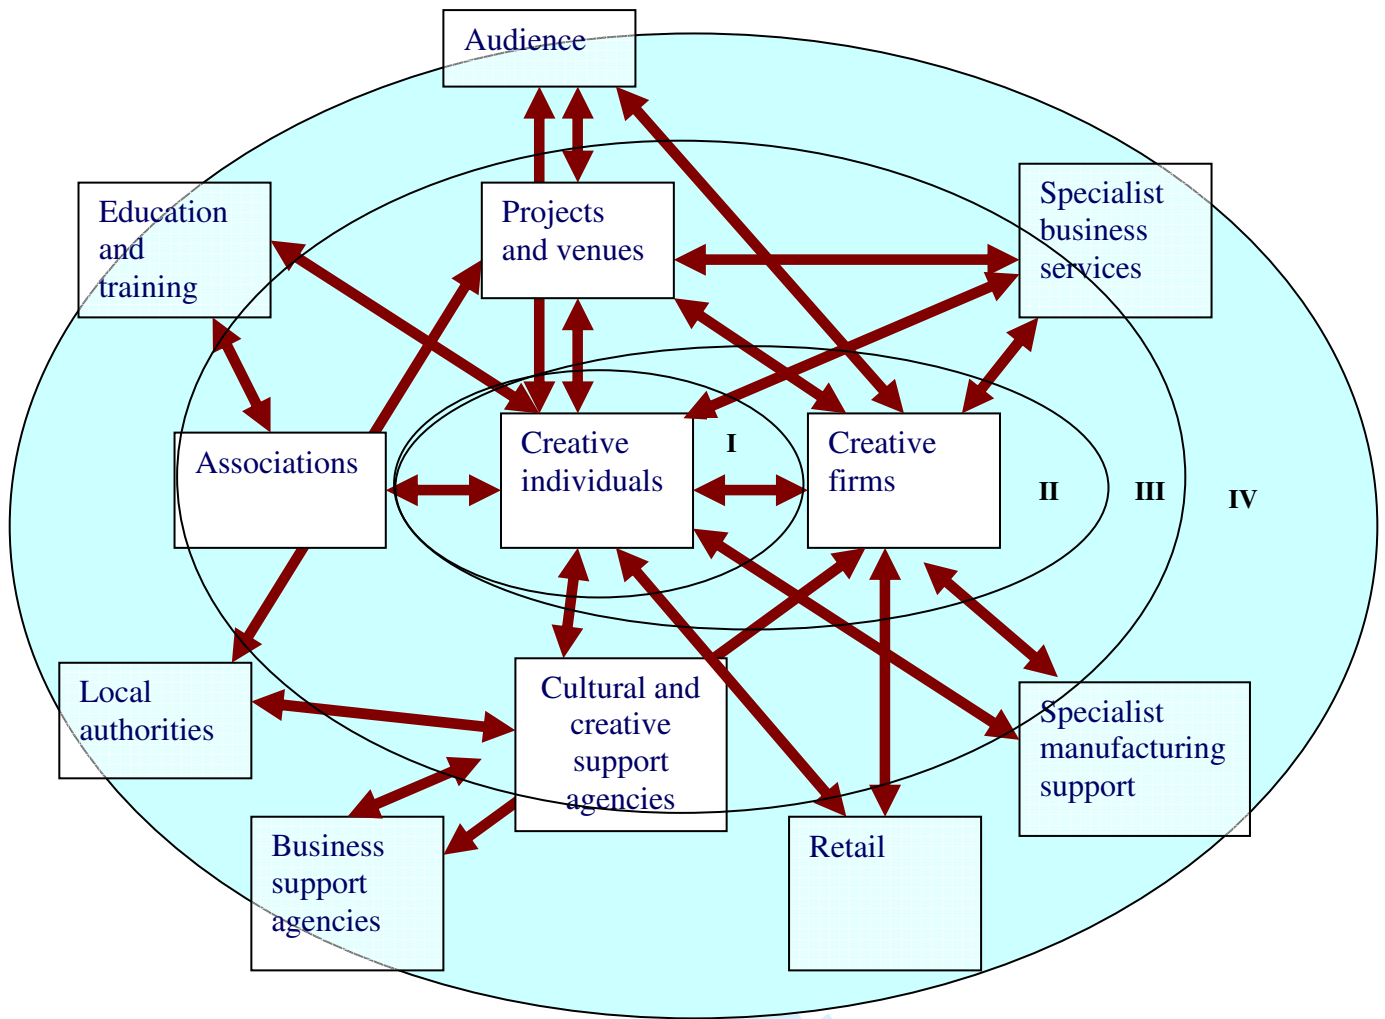 Audience
Education
and
training
Projects
and venues
Specialist
business
services
Associations
Creative
individuals
I
Creative
firms
II
III
IV
Local
authorities
Cultural and
creative
support
agencies
Specialist
manufacturing
support
Business
support
agencies
Retail